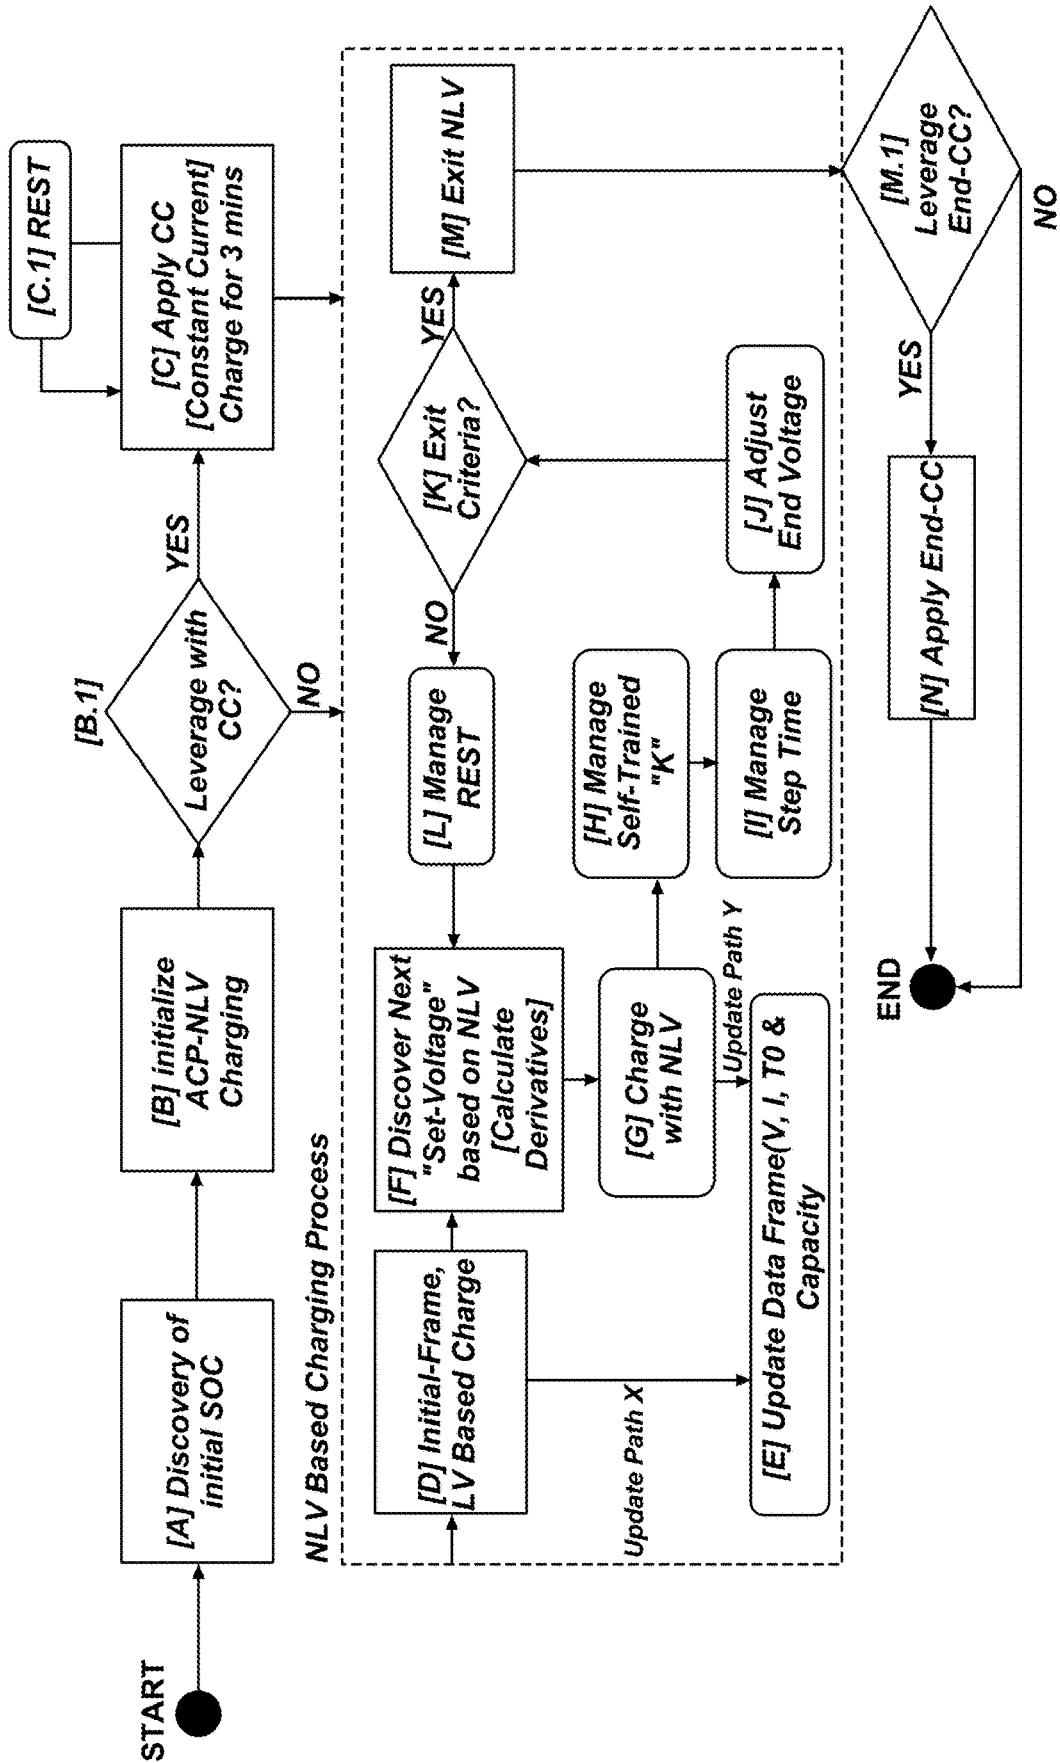 START
[A] Discovery of
initial SOC
[B] initialize
ACP-NLV
Charging
[B.1]
Leverage with
CC?
YES
NO
[C] Apply CC
[Constant Current]
Charge for 3 mins
[C.1] REST
NLV Based Charging Process
[D] Initial-Frame,
LV Based Charge
Update Path X
[E] Update Data Frame(V, I, T0 &
Capacity
[F] Discover Next
"Set-Voltage"
based on NLV
[Calculate
Derivatives]
[G] Charge
with NLV
Update Path Y
[H] Manage
Self-Trained
"K"
[I] Manage
Step Time
[J] Adjust
End Voltage
[K] Exit
Criteria?
NO
YES
[L] Manage
REST
[M] Exit NLV
[M.1]
Leverage
End-CC?
YES
NO
[N] Apply End-CC
END